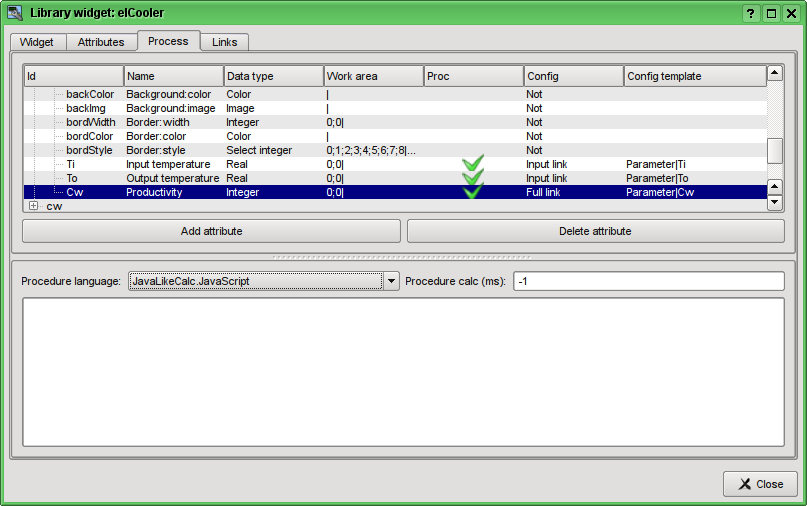 Library widget: elCooler
Widget Attributes Process Links
Id Name Data type Work area Proc Config Config template
backColor Background:color Color | Not
backImg Background:image Image | Not
bordWidth Border:width Integer 0;0| Not
bordColor Border:color Color | Not
bordStyle Border:style Select integer 0;1;2;3;4;5;6;7;8|... Not
Ti Input temperature Real 0;0| Input link Parameter|Ti
To Output temperature Real 0;0| Input link Parameter|To
Cw Productivity Integer 0;0| Full link Parameter|Cw
cw
Add attribute Delete attribute
Procedure language: JavaLikeCalc.JavaScript Procedure calc (ms): -1
Close